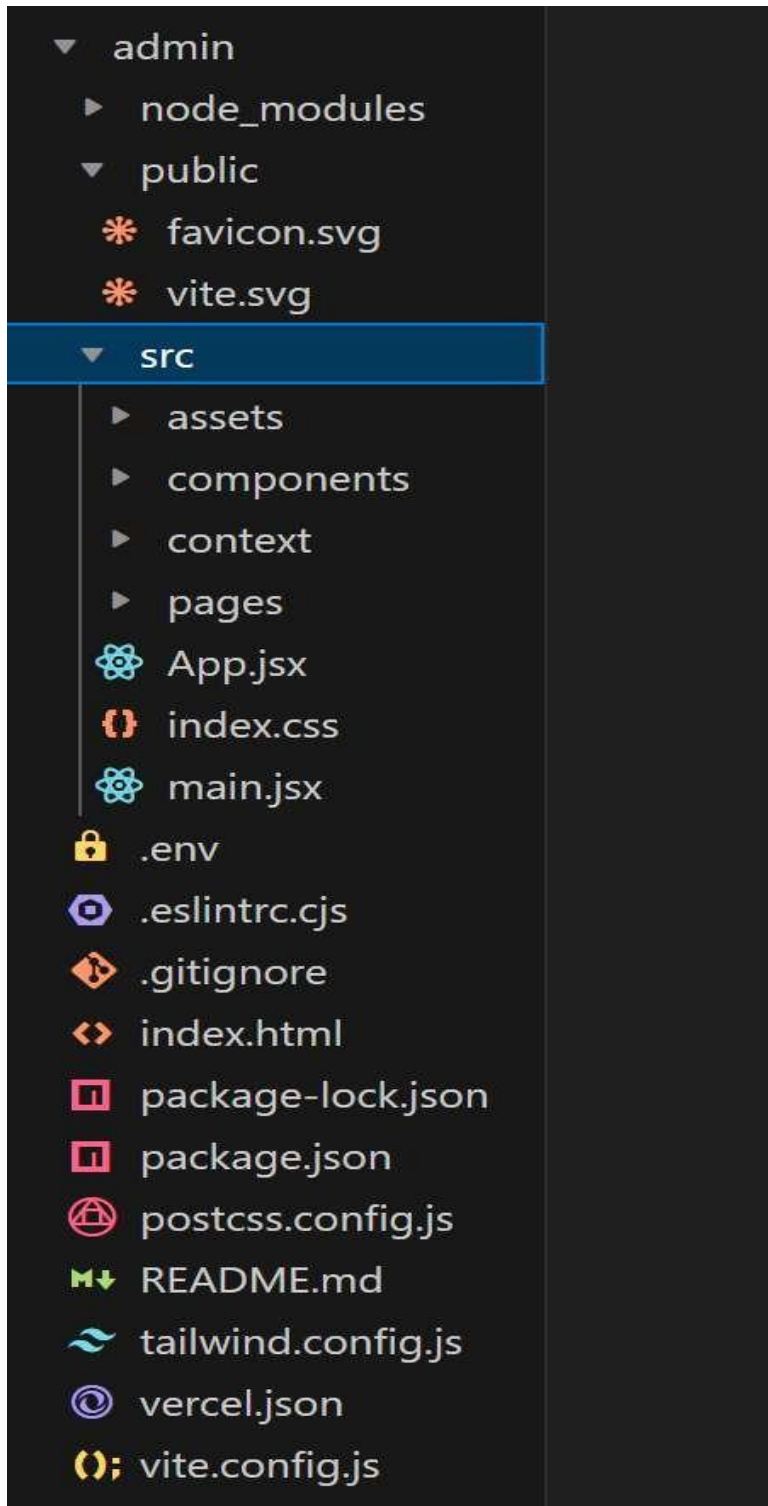 admin
node_modules
public
favicon.svg
vite.svg
src
assets
components
context
pages
App.jsx
index.css
main.jsx
.env
.eslintrc.cjs
.gitignore
index.html
package-lock.json
package.json
postcss.config.js
README.md
tailwind.config.js
vercel.json
vite.config.js